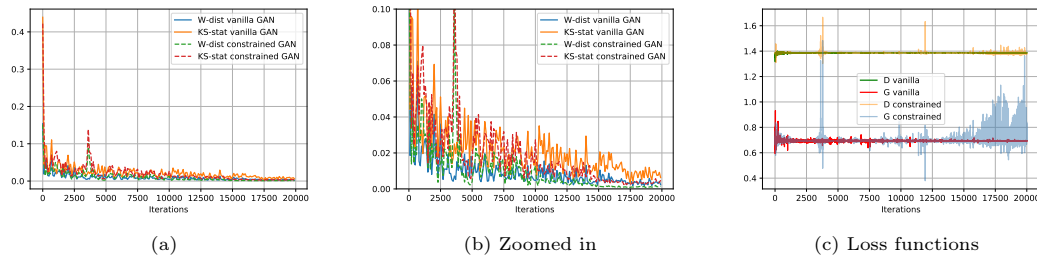 W-dist vanilla GAN
KS-stat vanilla GAN
W-dist constrained GAN
KS-stat constrained GAN
0.4
0.3
0.2
0.1
0.0
0 2500 5000 7500 10000 12500 15000 17500 20000
Iterations
(a)
W-dist vanilla GAN
KS-stat vanilla GAN
W-dist constrained GAN
KS-stat constrained GAN
0.10
0.08
0.06
0.04
0.02
0.00
0 2500 5000 7500 10000 12500 15000 17500 20000
Iterations
(b) Zoomed in
1.6
1.4
1.2
1.0
0.8
0.6
0.4
D vanilla
G vanilla
D constrained
G constrained
0 2500 5000 7500 10000 12500 15000 17500 20000
Iterations
(c) Loss functions